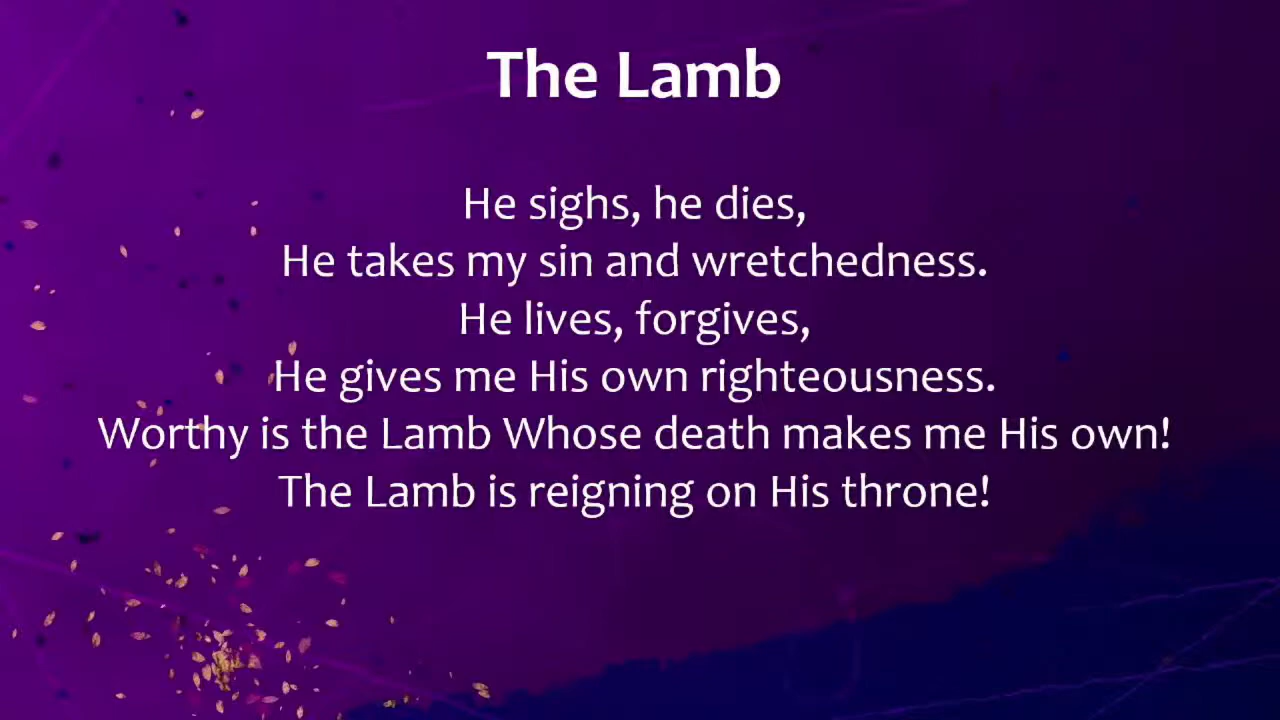 The Lamb
He sighs, he dies,
He takes my sin and wretchedness.
He lives, forgives,
He gives me His own righteousness.
Worthy is the Lamb Whose death makes me His own!
The Lamb is reigning on His throne!